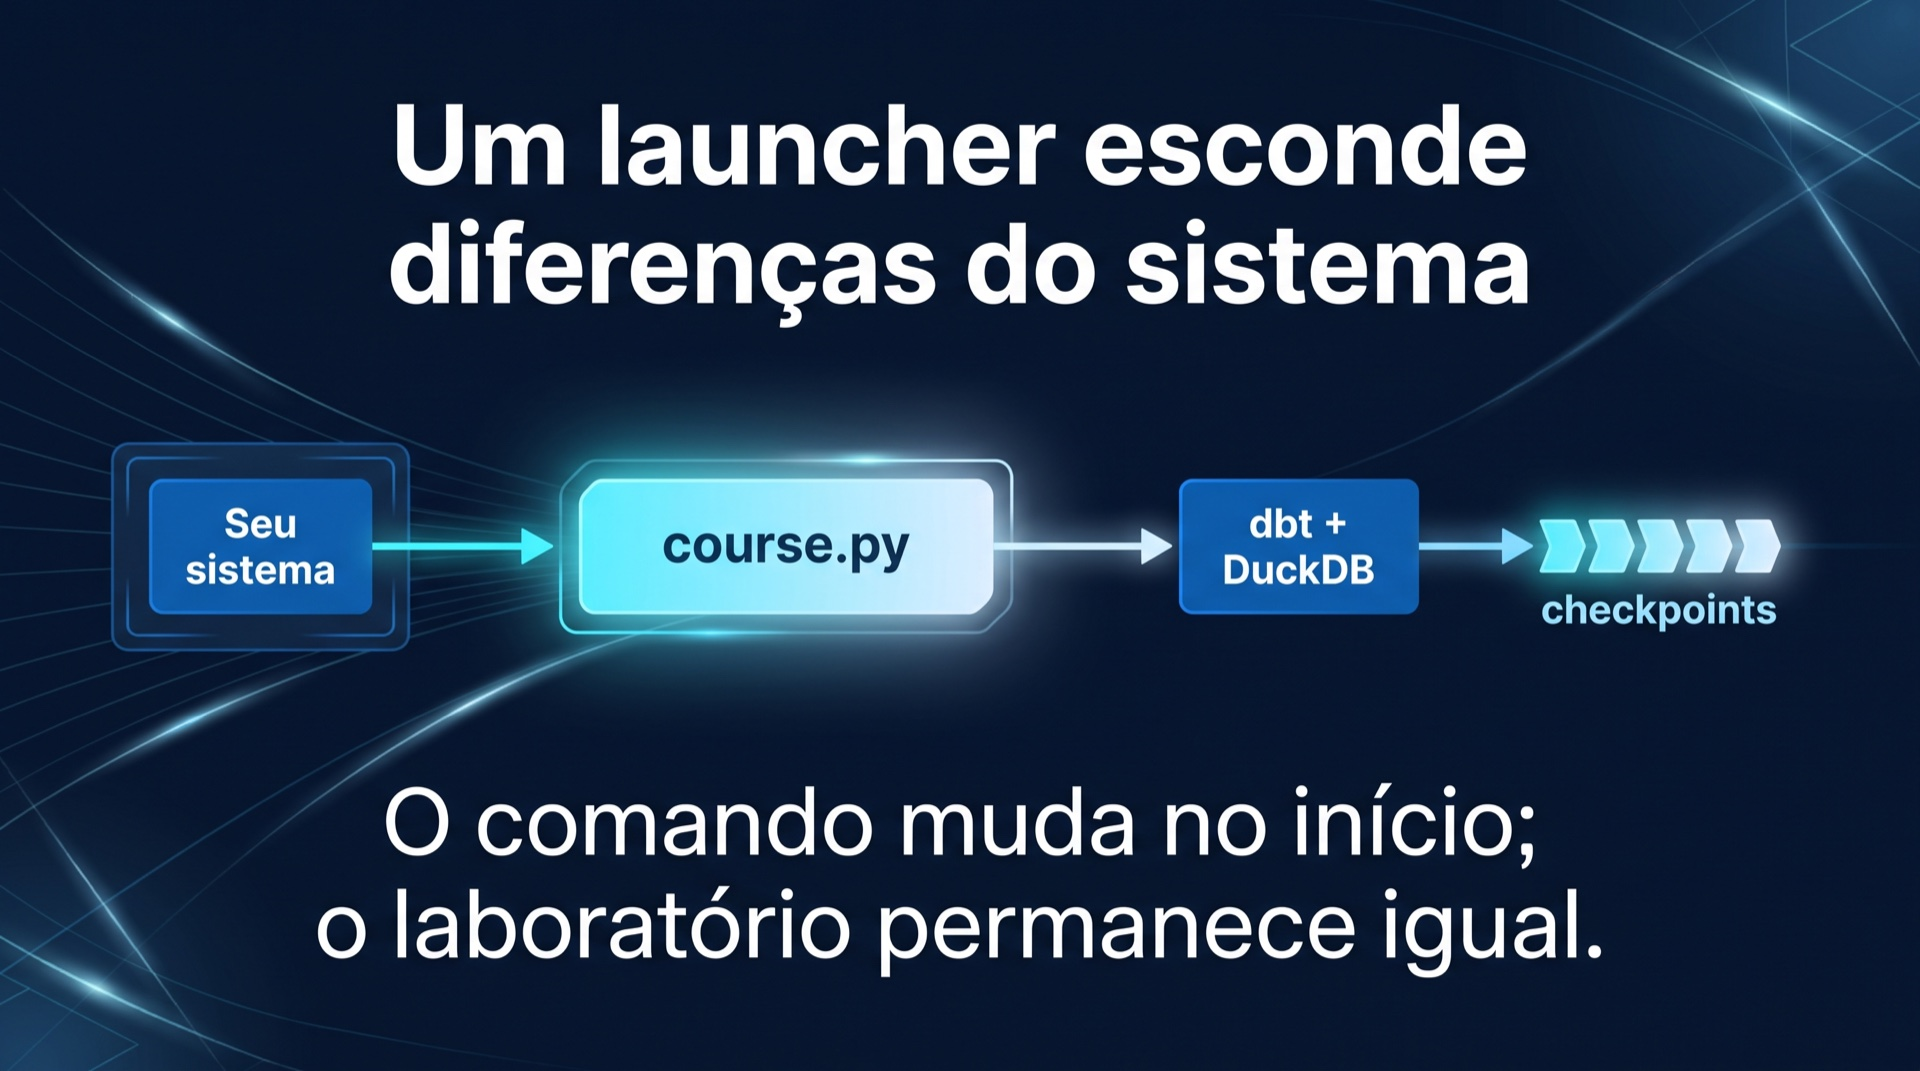 Um launcher esconde
diferenças do sistema
Seu
sistema
course.py
dbt +
DuckDB
checkpoints
O comando muda no início;
o laboratório permanece igual.